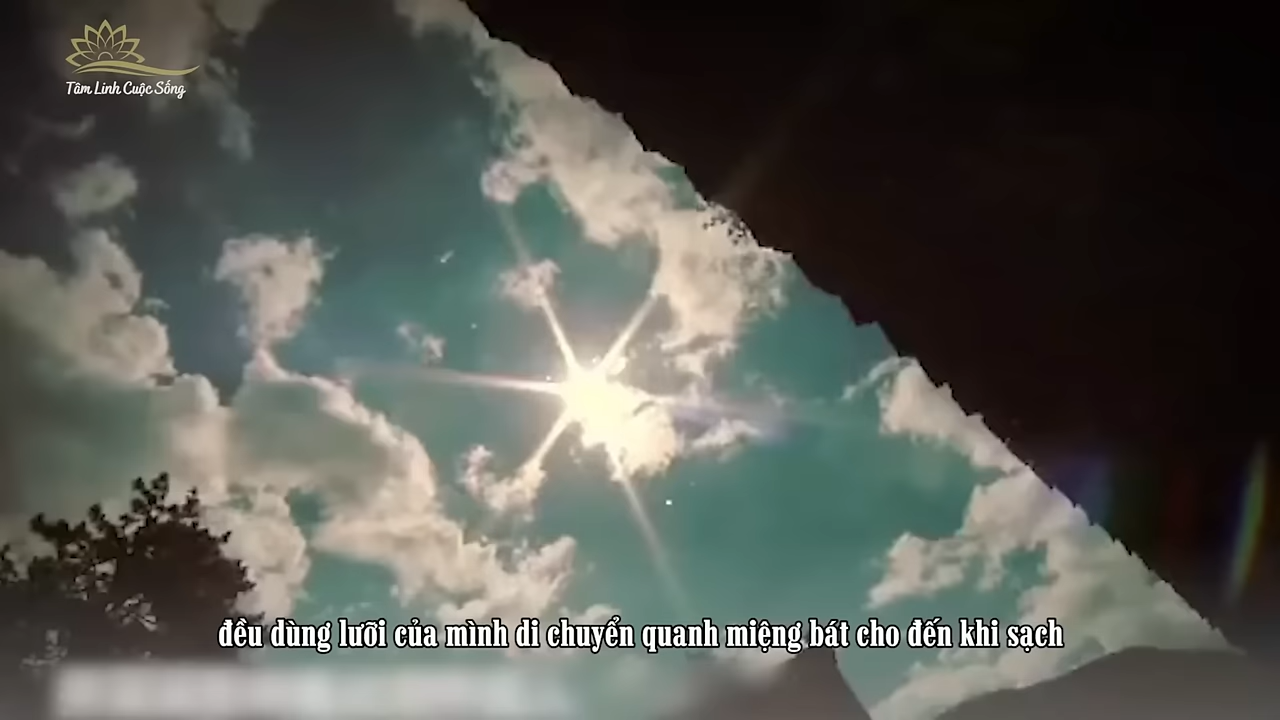 Tâm Linh Cuộc Sống
đều dùng lưỡi của mình di chuyển quanh miệng bát cho đến khi sạch